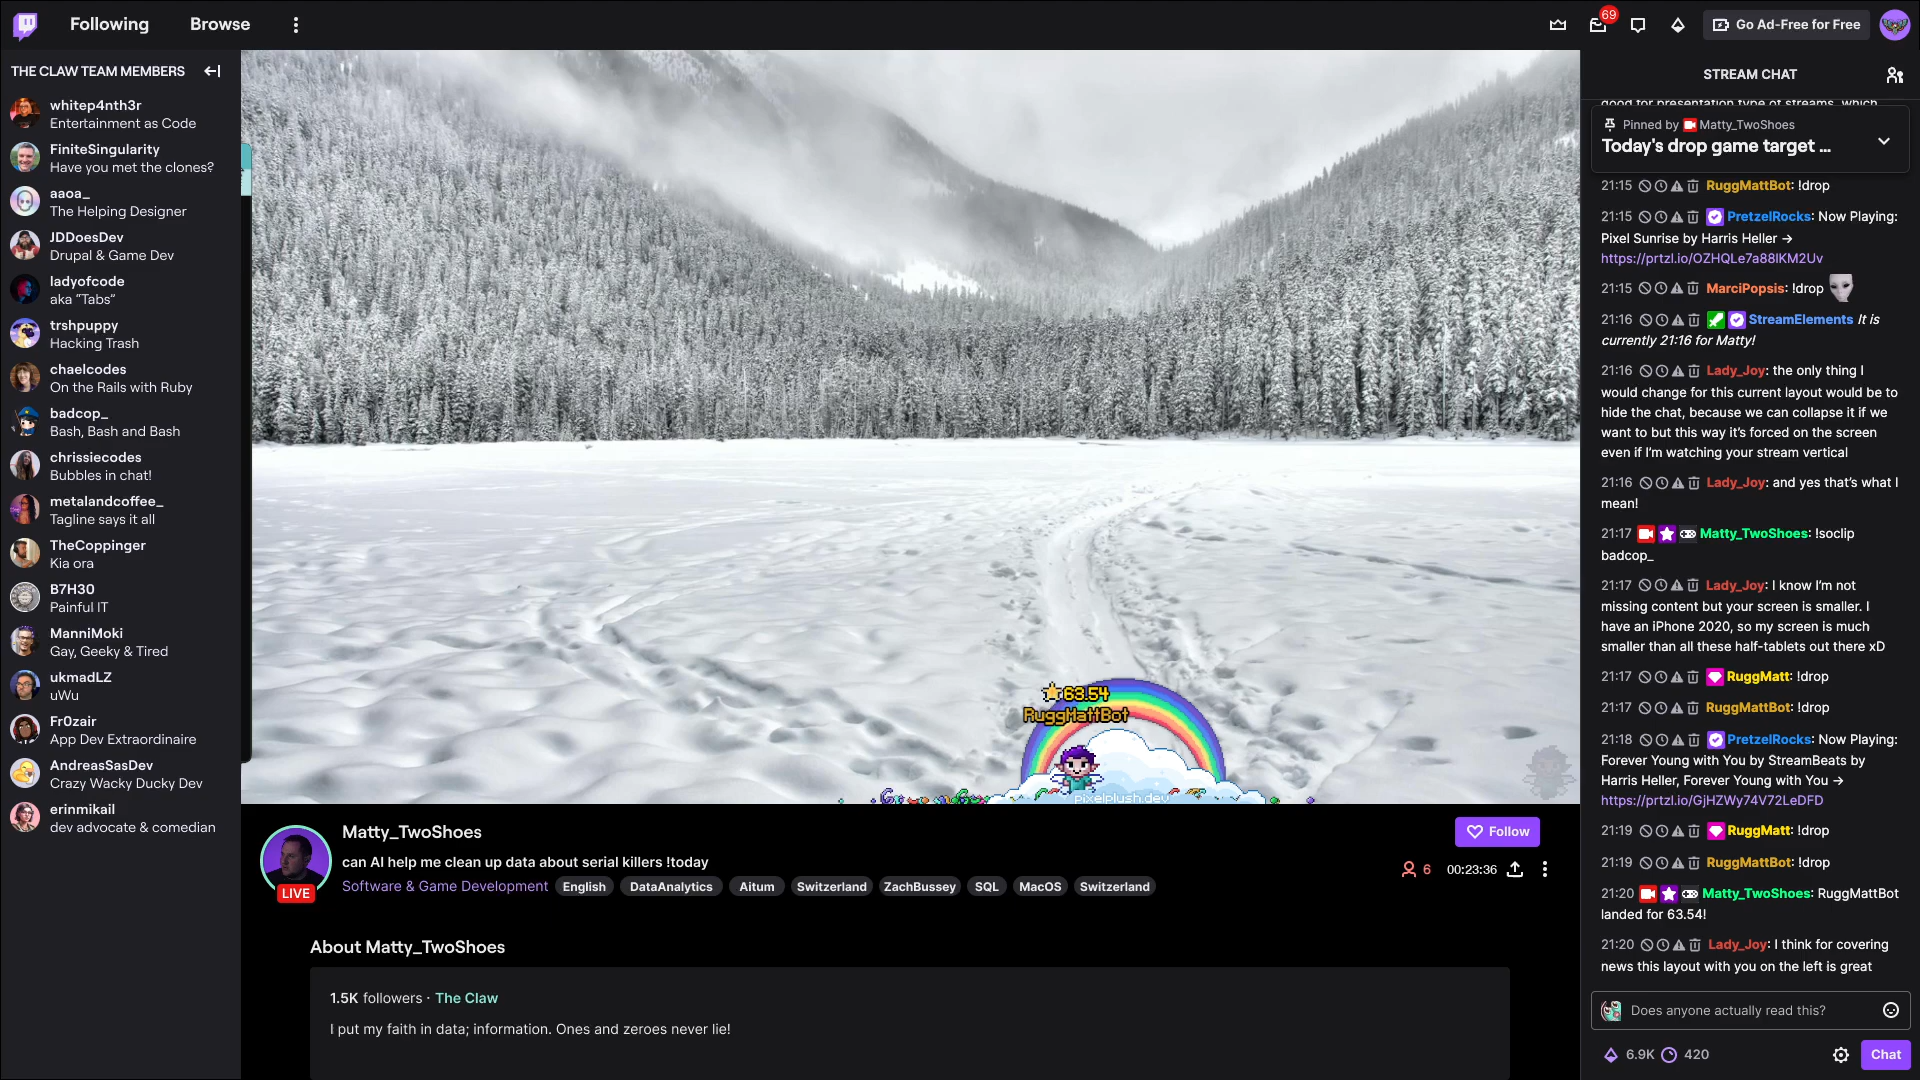 Following
Browse
69
Go Ad-Free for Free
THE CLAW TEAM MEMBERS
whitep4nth3r
Entertainment as Code
FiniteSingularity
Have you met the clones?
aaoa_
The Helping Designer
JDDoesDev
Drupal & Game Dev
ladyofcode
aka “Tabs”
trshpuppy
Hacking Trash
chaelcodes
On the Rails with Ruby
badcop_
Bash, Bash and Bash
chrissiecodes
Bubbles in chat!
metalandcoffee_
Tagline says it all
TheCoppinger
Kia ora
B7H30
Painful IT
ManniMoki
Gay, Geeky & Tired
ukmadLZ
uWu
Fr0zair
App Dev Extraordinaire
AndreasSasDev
Crazy Wacky Ducky Dev
erinmikail
dev advocate & comedian
63.54
RuggMattBot
pixelplush.dev
Matty_TwoShoes
can AI help me clean up data about serial killers !today
Software & Game Development English DataAnalytics Aitum Switzerland ZachBussey SQL MacOS Switzerland
LIVE
Follow
6 00:23:36
About Matty_TwoShoes
1.5K followers · The Claw
I put my faith in data; information. Ones and zeroes never lie!
STREAM CHAT
good for presentation type of streams, which
Pinned by Matty_TwoShoes
Today's drop game target ...
21:15 RuggMattBot: !drop
21:15 PretzelRocks: Now Playing:
Pixel Sunrise by Harris Heller →
https://prtzl.io/OZHQLe7a88lKM2Uv
21:15 MarciPopsis: !drop
21:16 StreamElements It is
currently 21:16 for Matty!
21:16 Lady_Joy: the only thing I
would change for this current layout would be to
hide the chat, because we can collapse it if we
want to but this way it’s forced on the screen
even if I’m watching your stream vertical
21:16 Lady_Joy: and yes that’s what I
mean!
21:17 Matty_TwoShoes: !soclip
badcop_
21:17 Lady_Joy: I know I’m not
missing content but your screen is smaller. I
have an iPhone 2020, so my screen is much
smaller than all these half-tablets out there xD
21:17 RuggMatt: !drop
21:17 RuggMattBot: !drop
21:18 PretzelRocks: Now Playing:
Forever Young with You by StreamBeats by
Harris Heller, Forever Young with You →
https://prtzl.io/GjHZWy74V72LeDFD
21:19 RuggMatt: !drop
21:19 RuggMattBot: !drop
21:20 Matty_TwoShoes: RuggMattBot
landed for 63.54!
21:20 Lady_Joy: I think for covering
news this layout with you on the left is great
Does anyone actually read this?
6.9K 420
Chat